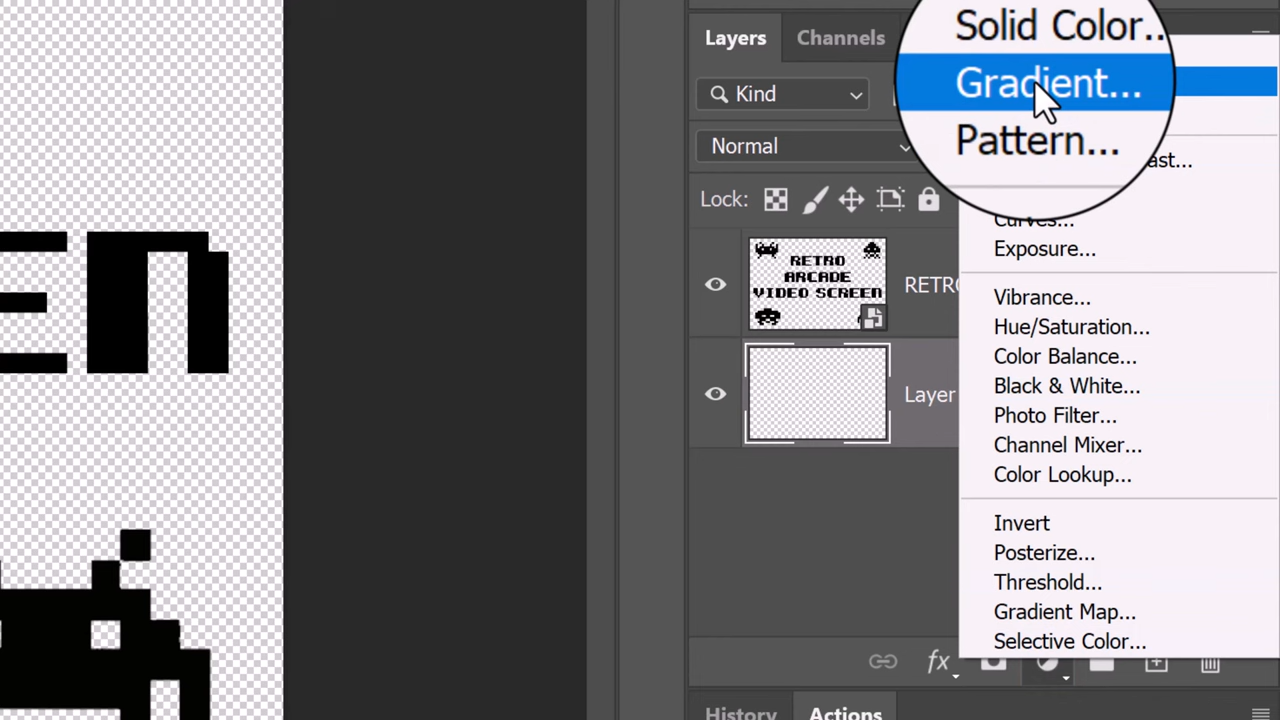 Solid Color..
Layers
Channels
Gradient...
Kind
Pattern...
Normal
ast...
Lock:
Curves...
Exposure...
RETRO
ARCADE
VIDEO SCREEN
RETRO
Vibrance...
Hue/Saturation...
Color Balance...
Black & White...
Layer
Photo Filter...
Channel Mixer...
Color Lookup...
Invert
Posterize...
Threshold...
Gradient Map...
Selective Color...
fx
History
Actions
EN